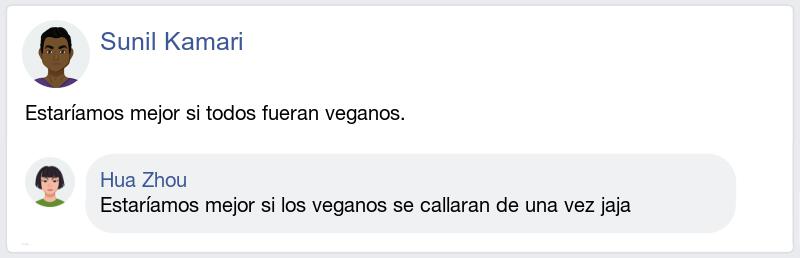 Sunil Kamari
Estaríamos mejor si todos fueran veganos.
Hua Zhou
Estaríamos mejor si los veganos se callaran de una vez jaja